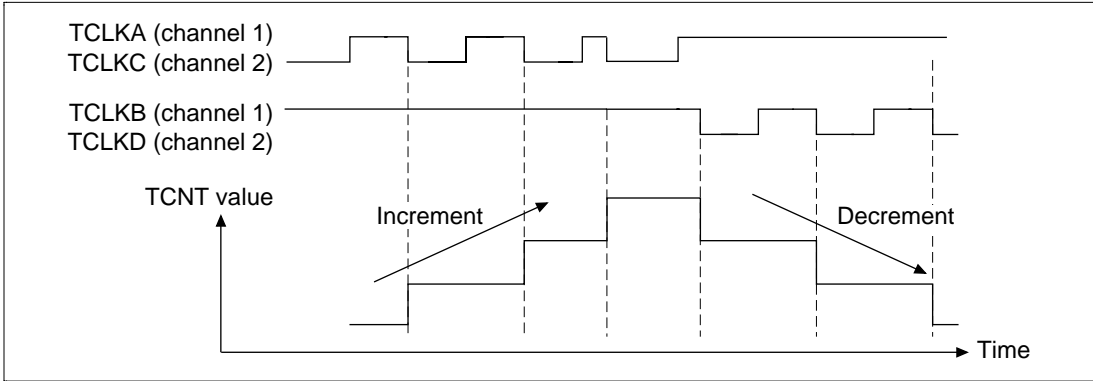 TCLKA (channel 1)
TCLKC (channel 2)
TCLKB (channel 1)
TCLKD (channel 2)
TCNT value
Increment
Decrement
Time